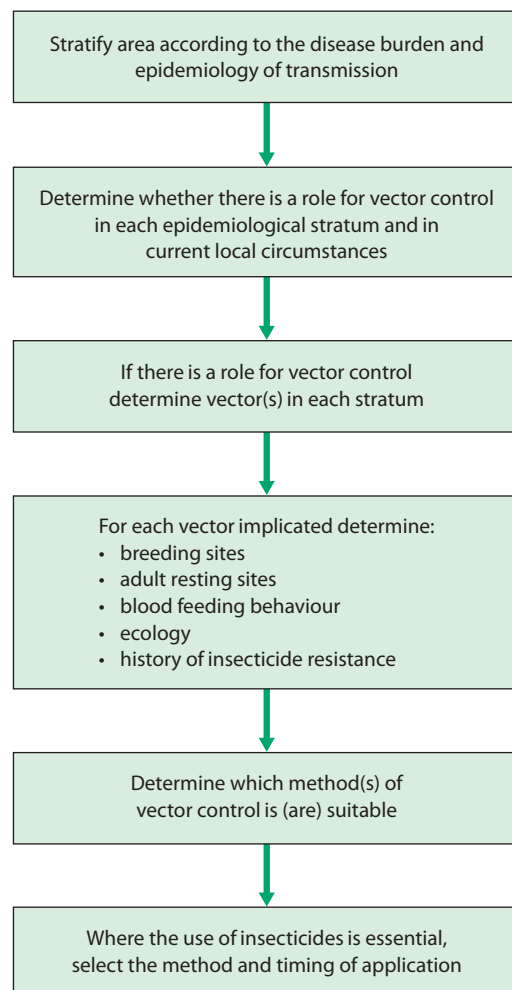 Stratify area according to the disease burden and
epidemiology of transmission
Determine whether there is a role for vector control
in each epidemiological stratum and in
current local circumstances
If there is a role for vector control
determine vector(s) in each stratum
For each vector implicated determine:
• breeding sites
• adult resting sites
• blood feeding behaviour
• ecology
• history of insecticide resistance
Determine which method(s) of
vector control is (are) suitable
Where the use of insecticides is essential,
select the method and timing of application